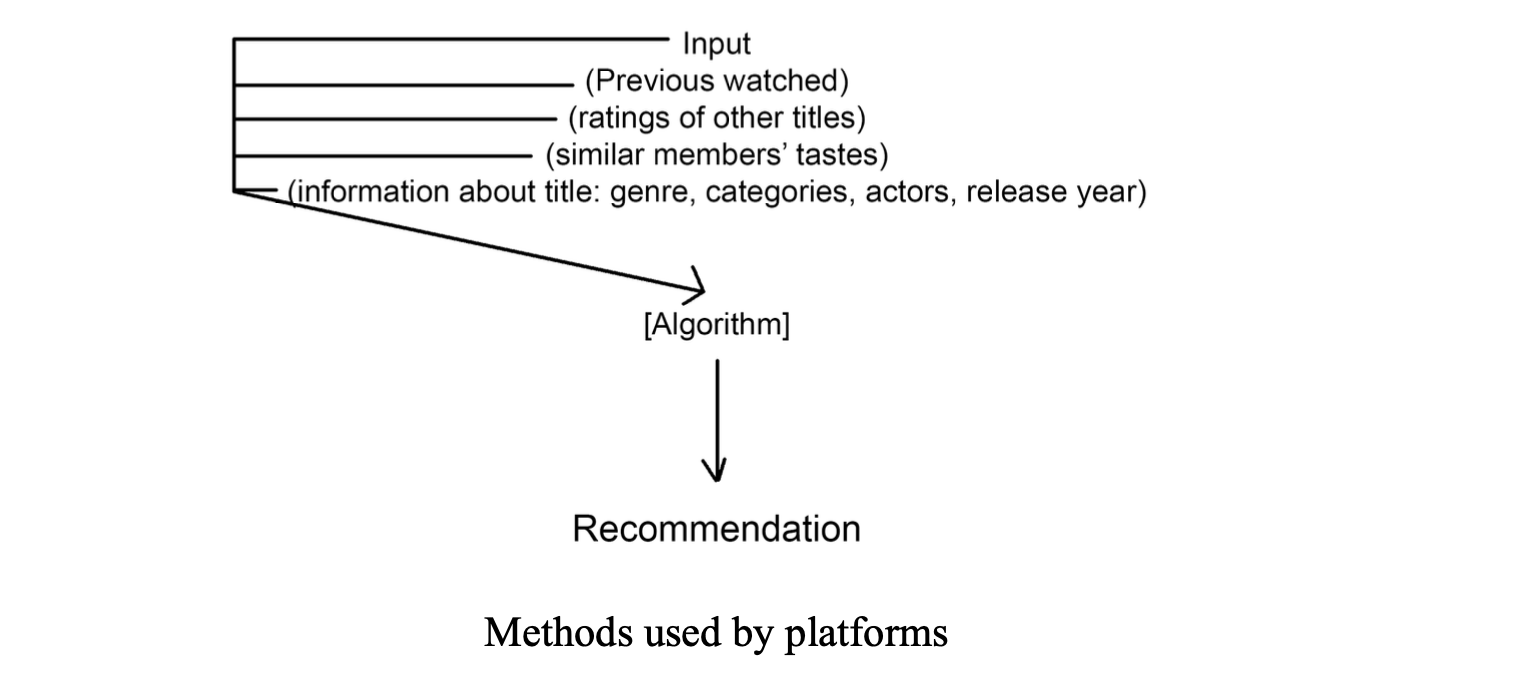 Input
(Previous watched)
(ratings of other titles)
(similar members’ tastes)
(information about title: genre, categories, actors, release year)
[Algorithm]
Recommendation
Methods used by platforms